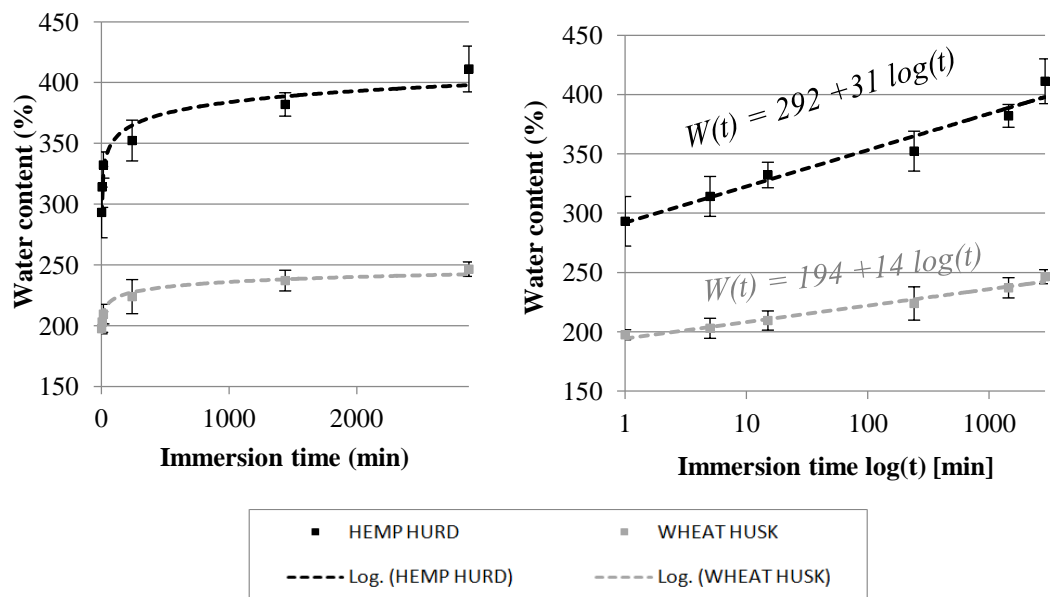 450
400
350
300
250
200
150
0
1000
2000
Water content (%)
Immersion time (min)
450
400
350
300
250
200
150
1
10
100
1000
Water content (%)
Immersion time log(t) [min]
W(t) = 292 +31 log(t)
W(t) = 194 +14 log(t)
HEMP HURD
WHEAT HUSK
Log. (HEMP HURD)
Log. (WHEAT HUSK)